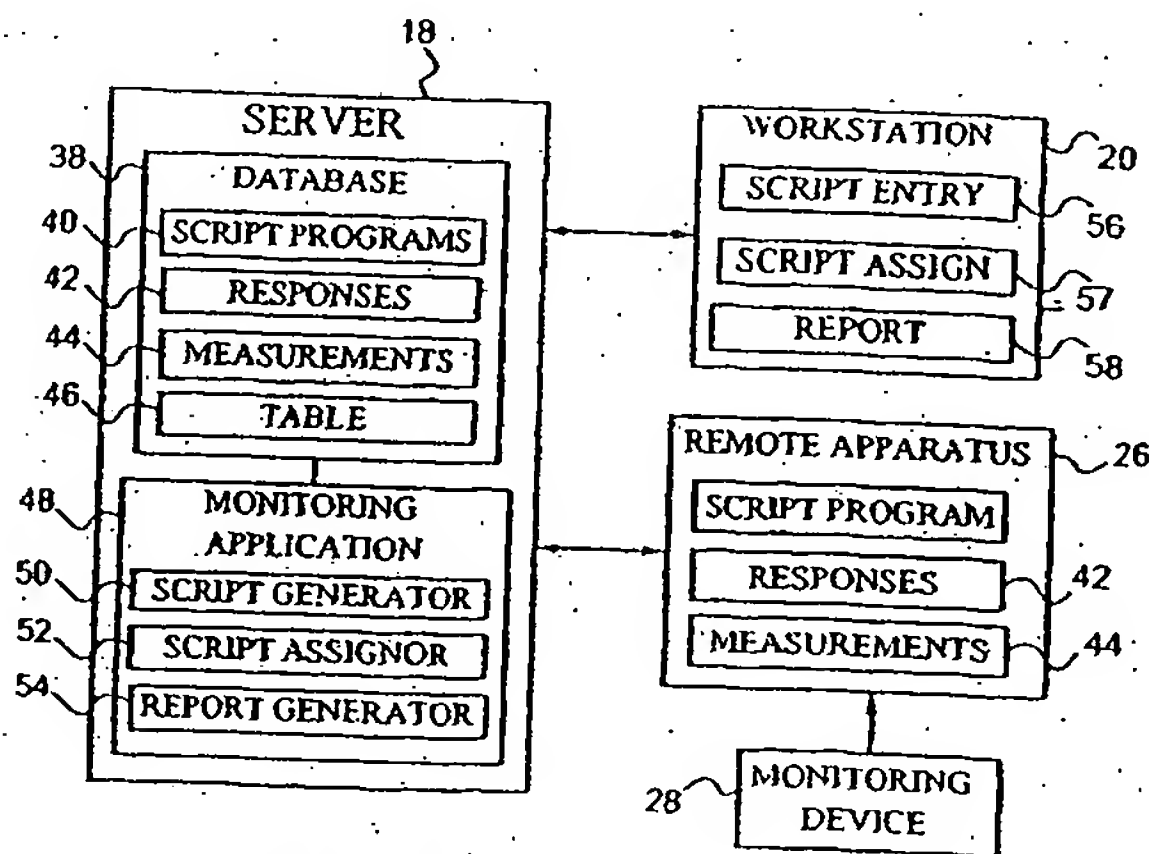 18
SERVER
38
DATABASE
40
SCRIPT PROGRAMS
42
RESPONSES
44
MEASUREMENTS
46
TABLE
48
MONITORING
APPLICATION
50
SCRIPT GENERATOR
52
SCRIPT ASSIGNOR
54
REPORT GENERATOR
WORKSTATION
20
SCRIPT ENTRY
56
SCRIPT ASSIGN
57
REPORT
58
REMOTE APPARATUS
26
SCRIPT PROGRAM
RESPONSES
42
MEASUREMENTS
44
28
MONITORING
DEVICE